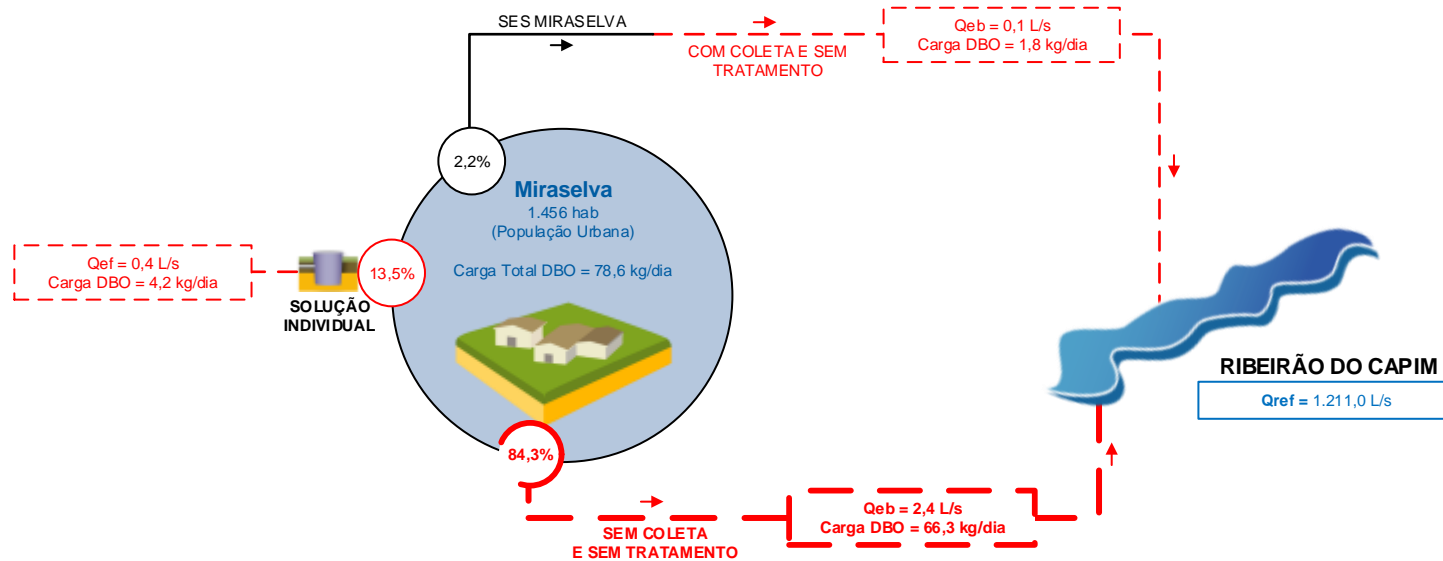 SES MIRASELVA
COM COLETA E SEM
TRATAMENTO
Qeb = 0,1 L/s
Carga DBO = 1,8 kg/dia
2,2%
Miraselva
1.456 hab
(População Urbana)
Carga Total DBO = 78,6 kg/dia
Qef = 0,4 L/s
Carga DBO = 4,2 kg/dia
SOLUÇÃO
INDIVIDUAL
13,5%
RIBEIRÃO DO CAPIM
Qref = 1.211,0 L/s
84,3%
SEM COLETA
E SEM TRATAMENTO
Qeb = 2,4 L/s
Carga DBO = 66,3 kg/dia